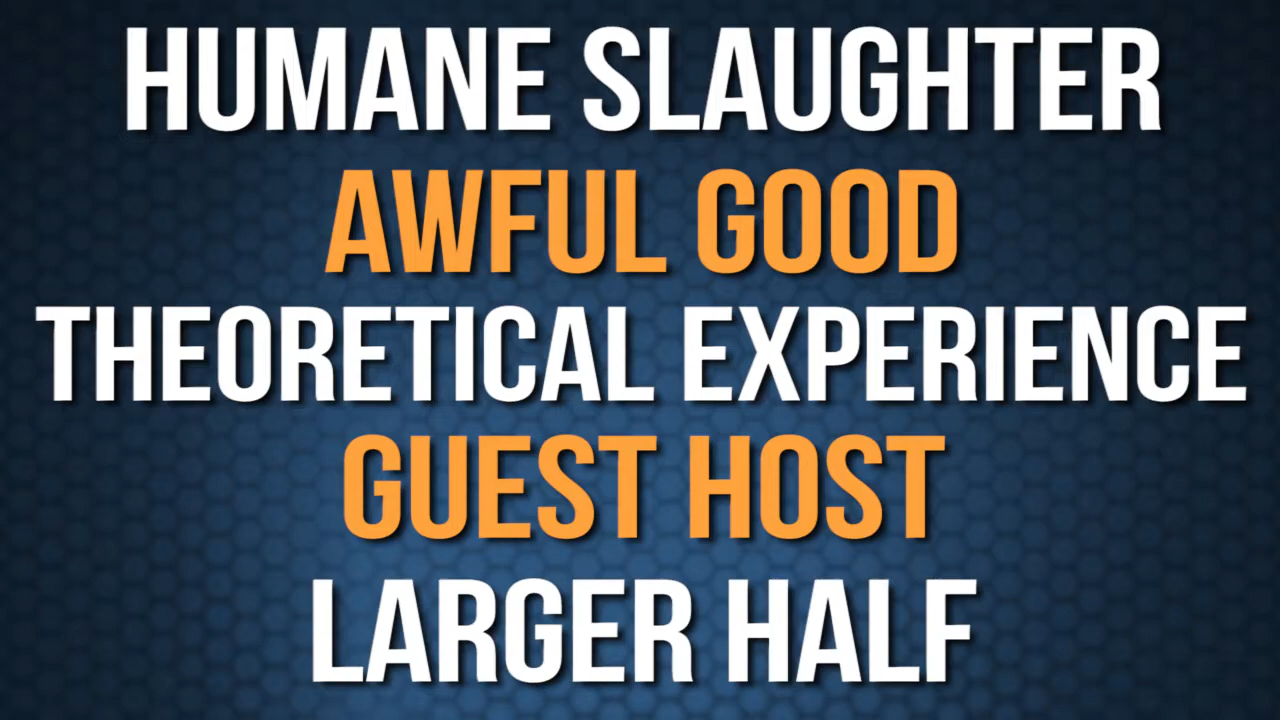 HUMANE SLAUGHTER
AWFUL GOOD
THEORETICAL EXPERIENCE
GUEST HOST
LARGER HALF